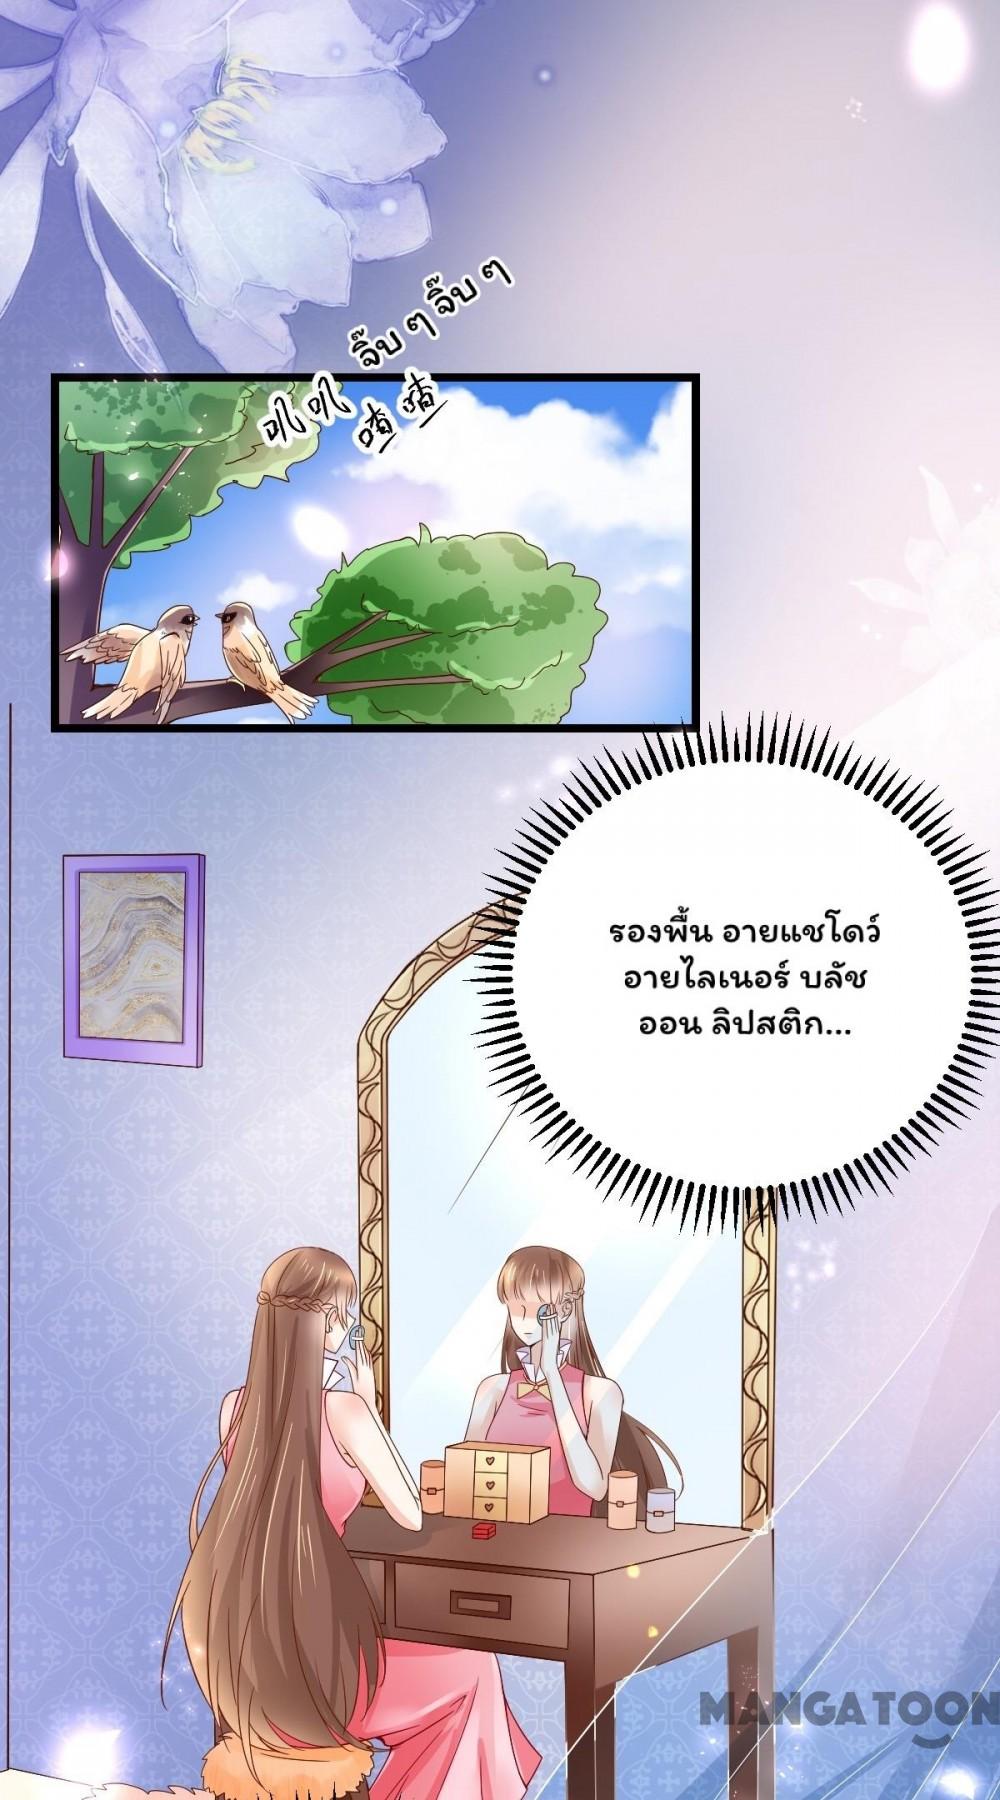 จิ๊บ ๆ จิ๊บ ๆ
叽叽
喳喳
รองพื้น อายแชโดว์
อายไลเนอร์ บลัช
ออน ลิปสติก...
MANGATOON